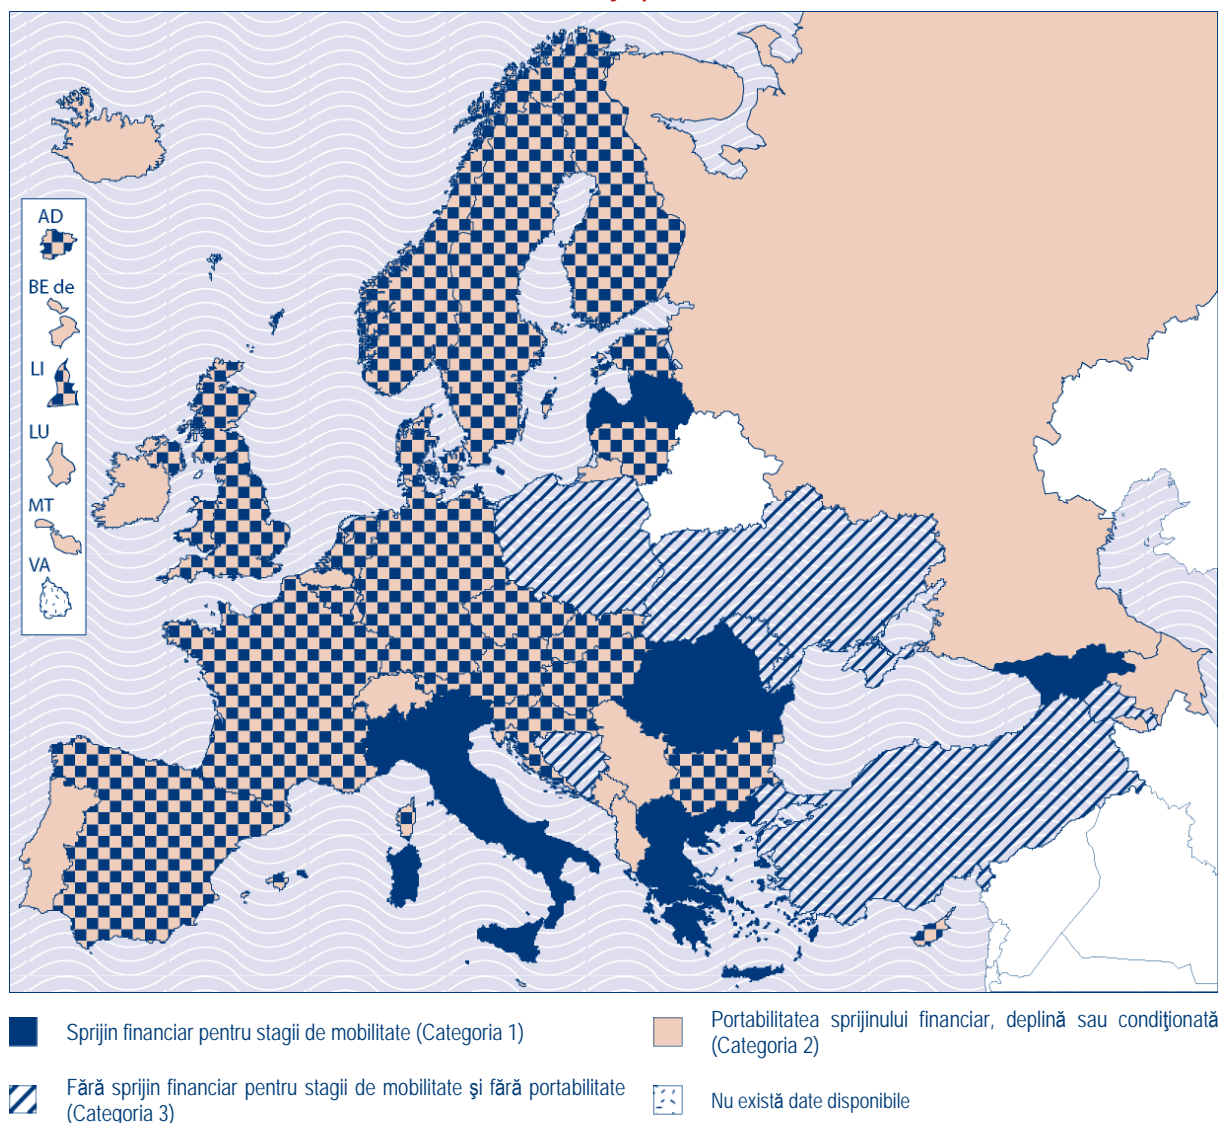 AD
BE de
LI
LU
MT
VA
Sprijin financiar pentru stagii de mobilitate (Categoria 1)
Portabilitatea sprijinului financiar, deplină sau condiţionată
(Categoria 2)
Fără sprijin financiar pentru stagii de mobilitate şi fără portabilitate
(Categoria 3)
Nu există date disponibile